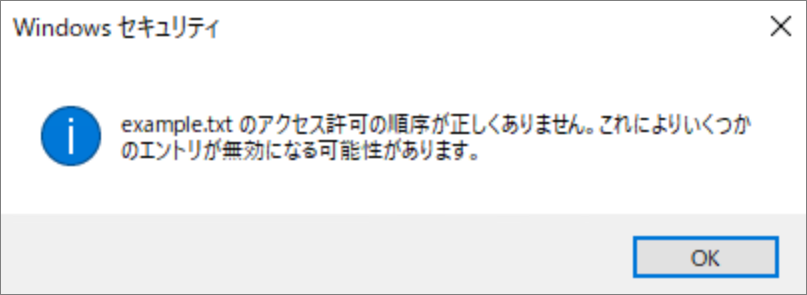 Windows セキュリティ
example.txt のアクセス許可の順序が正しくありません。これによりいくつか
のエントリが無効になる可能性があります。
OK